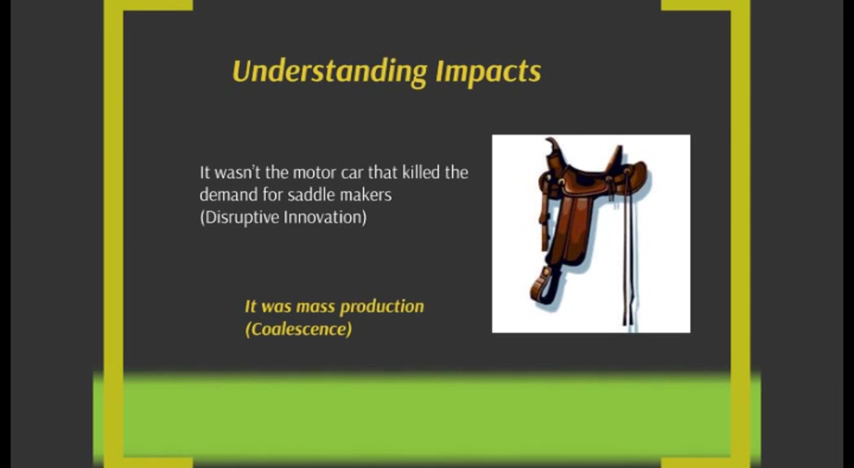 Understanding Impacts
It wasn't the motor car that killed the
demand for saddle makers
(Disruptive Innovation)
It was mass production
(Coalescence)